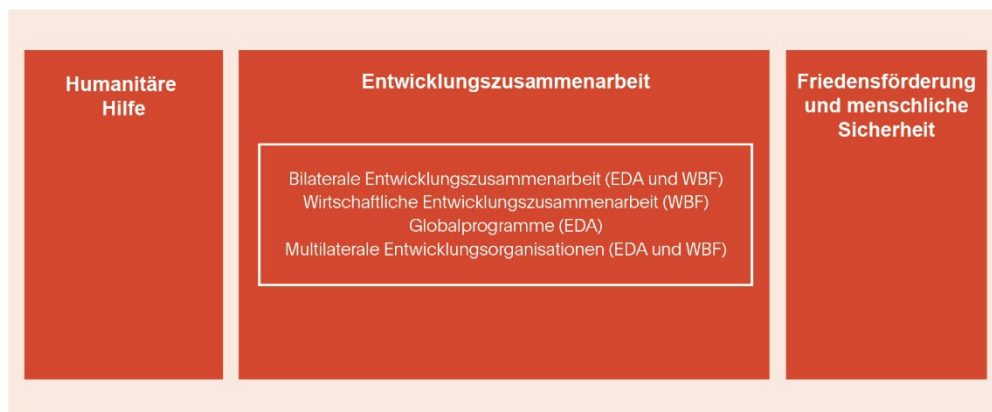 Humanitäre
Hilfe
Entwicklungszusammenarbeit
Bilaterale Entwicklungszusammenarbeit (EDA und WBF)
Wirtschaftliche Entwicklungszusammenarbeit (WBF)
Globalprogramme (EDA)
Multilaterale Entwicklungsorganisationen (EDA und WBF)
Friedensförderung
und menschliche
Sicherheit